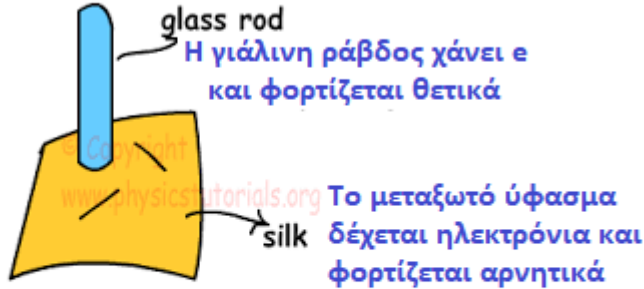 glass rod
Η γιάλινη ράβδος χάνει e
και φορτίζεται θετικά
© Copyright
www.physicstutorials.org
Το μεταξωτό ύφασμα
silk δέχεται ηλεκτρόνια και
φορτίζεται αρνητικά